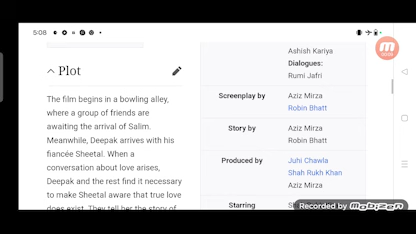 5:08
Plot
The film begins in a bowling alley,
where a group of friends are
awaiting the arrival of Salim.
Meanwhile, Deepak arrives with his
fiancée Sheetal. When a
conversation about love arises,
Deepak and the rest find it necessary
to make Sheetal aware that true love
does exist. They tell her the story of
Ashish Kariya
Dialogues:
Rumi Jafri
Screenplay by
Aziz Mirza
Robin Bhatt
Story by
Aziz Mirza
Robin Bhatt
Produced by
Juhi Chawla
Shah Rukh Khan
Aziz Mirza
Starring
Recorded by Mobizen